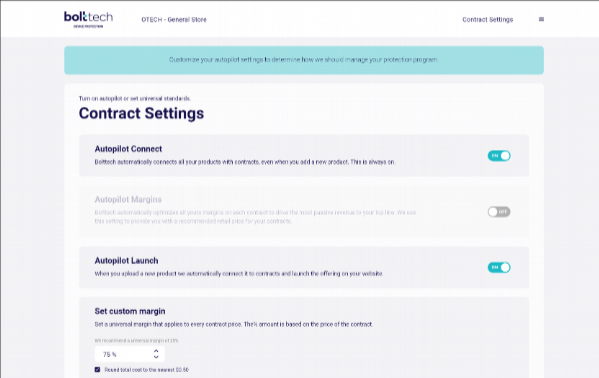 bolttech
DEVICE PROTECTION
OTECH - General Store
Contract Settings
Customize your autopilot settings to determine how we should manage your protection program.
Turn on autopilot or set universal standards.
Contract Settings
Autopilot Connect
Bolttech automatically connects all your products with contracts, even when you add a new product. This is always on.
ON
Autopilot Margins
Bolttech automatically optimizes all your margins on each contract to drive the most passive revenue to your top line. We use
this setting to provide you with a recommended retail price for your contracts.
OFF
Autopilot Launch
When you upload a new product we automatically connect it to contracts and launch the offering on your website.
ON
Set custom margin
Set a universal margin that applies to every contract price. The% amount is based on the price of the contract.
We recommend a universal margin of
75 %
Round total cost to the nearest $0.50